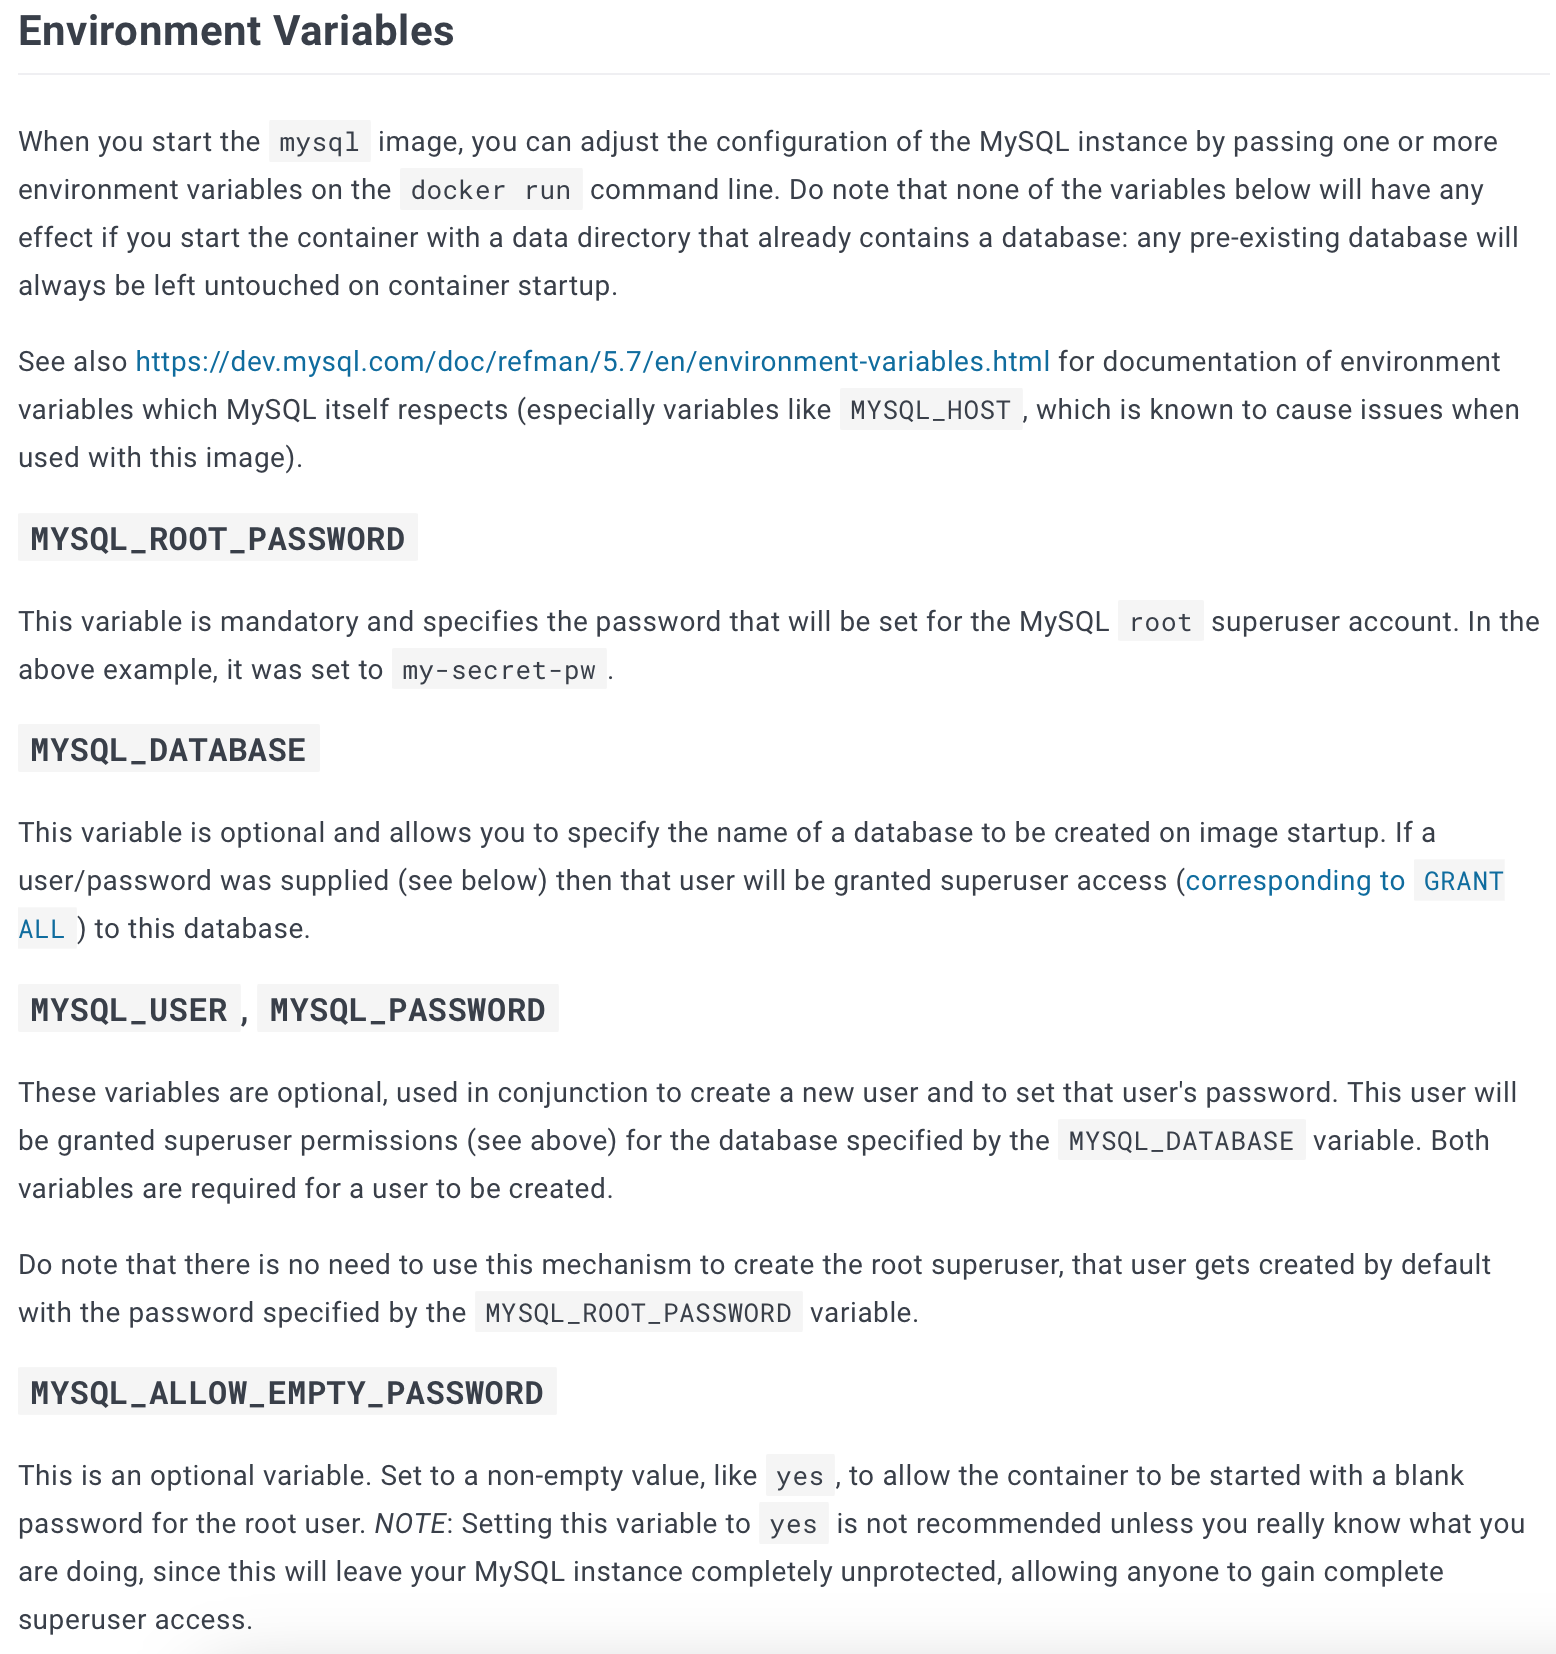 Environment Variables
When you start the mysql image, you can adjust the configuration of the MySQL instance by passing one or more
environment variables on the docker run command line. Do note that none of the variables below will have any
effect if you start the container with a data directory that already contains a database: any pre-existing database will
always be left untouched on container startup.
See also https://dev.mysql.com/doc/refman/5.7/en/environment-variables.html for documentation of environment
variables which MySQL itself respects (especially variables like MYSQL_HOST, which is known to cause issues when
used with this image).
MYSQL_ROOT_PASSWORD
This variable is mandatory and specifies the password that will be set for the MySQL root superuser account. In the
above example, it was set to my-secret-pw.
MYSQL_DATABASE
This variable is optional and allows you to specify the name of a database to be created on image startup. If a
user/password was supplied (see below) then that user will be granted superuser access (corresponding to GRANT
ALL) to this database.
MYSQL_USER, MYSQL_PASSWORD
These variables are optional, used in conjunction to create a new user and to set that user's password. This user will
be granted superuser permissions (see above) for the database specified by the MYSQL_DATABASE variable. Both
variables are required for a user to be created.
Do note that there is no need to use this mechanism to create the root superuser, that user gets created by default
with the password specified by the MYSQL_ROOT_PASSWORD variable.
MYSQL_ALLOW_EMPTY_PASSWORD
This is an optional variable. Set to a non-empty value, like yes, to allow the container to be started with a blank
password for the root user. NOTE: Setting this variable to yes is not recommended unless you really know what you
are doing, since this will leave your MySQL instance completely unprotected, allowing anyone to gain complete
superuser access.